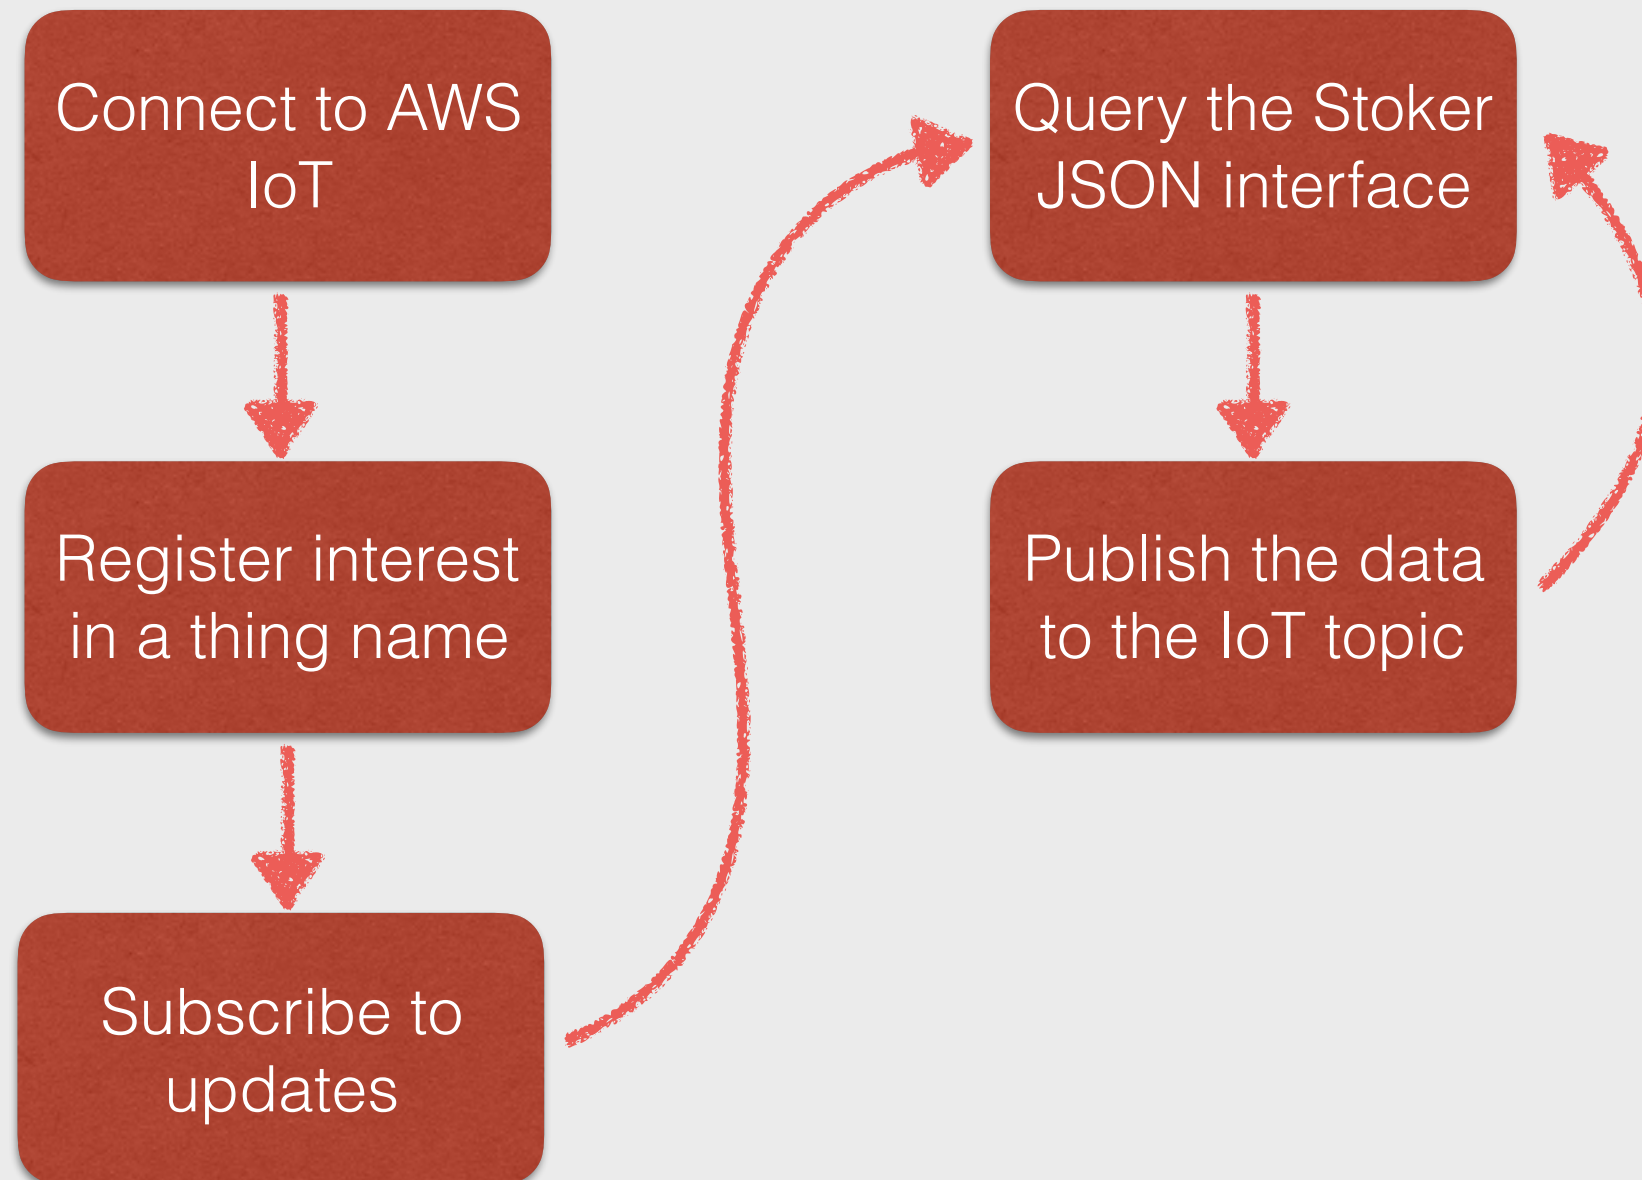 Connect to AWS
IoT
Register interest
in a thing name
Subscribe to
updates
Query the Stoker
JSON interface
Publish the data
to the IoT topic